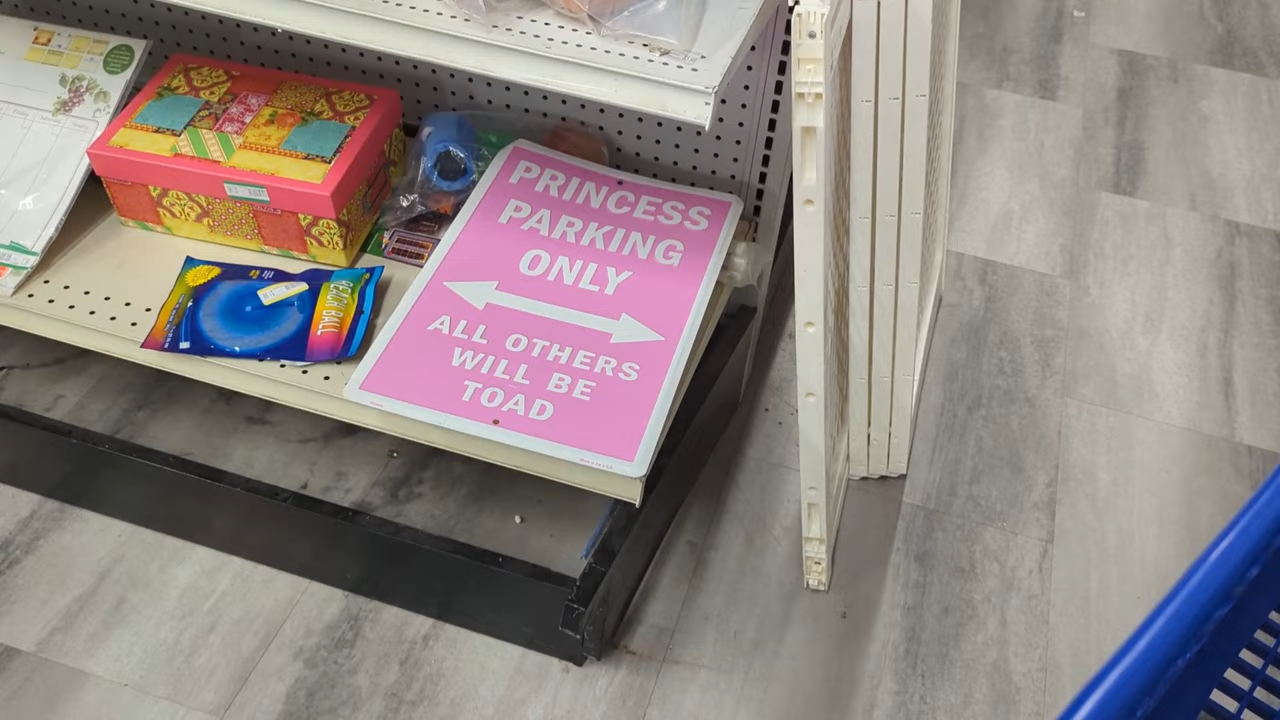 PRINCESS
PARKING
ONLY
ALL OTHERS
WILL BE
TOAD
BEACH BALL